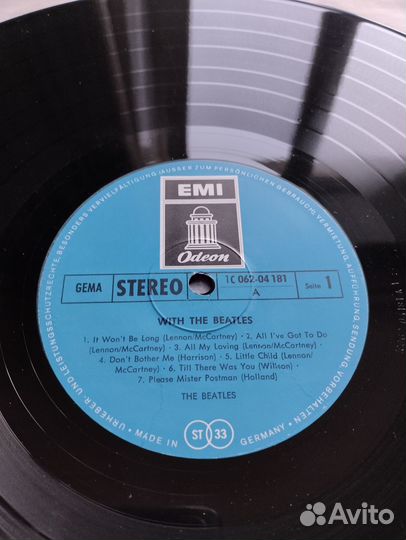 URHEBER- UND LEISTUNGSSCHUTZRECHTE, BESONDERS VERVIELFÄLTIGUNG (AUSSER ZUM PERSÖNLICHEN GEBRAUCH), VERMIETUNG, AUFFÜHRUNG, SENDUNG, VORBEHALTEN.
EMI
Odeon
GEMA
STEREO
1C 062-04 181
A
Seite 1
WITH THE BEATLES
1. It Won't Be Long (Lennon/McCartney) · 2. All I've Got To Do
(Lennon/McCartney) · 3. All My Loving (Lennon/McCartney) ·
4. Don't Bother Me (Harrison) · 5. Little Child (Lennon/
McCartney) · 6. Till There Was You (Willson) ·
7. Please Mister Postman (Holland)
THE BEATLES
MADE IN
ST 33
GERMANY
Avito